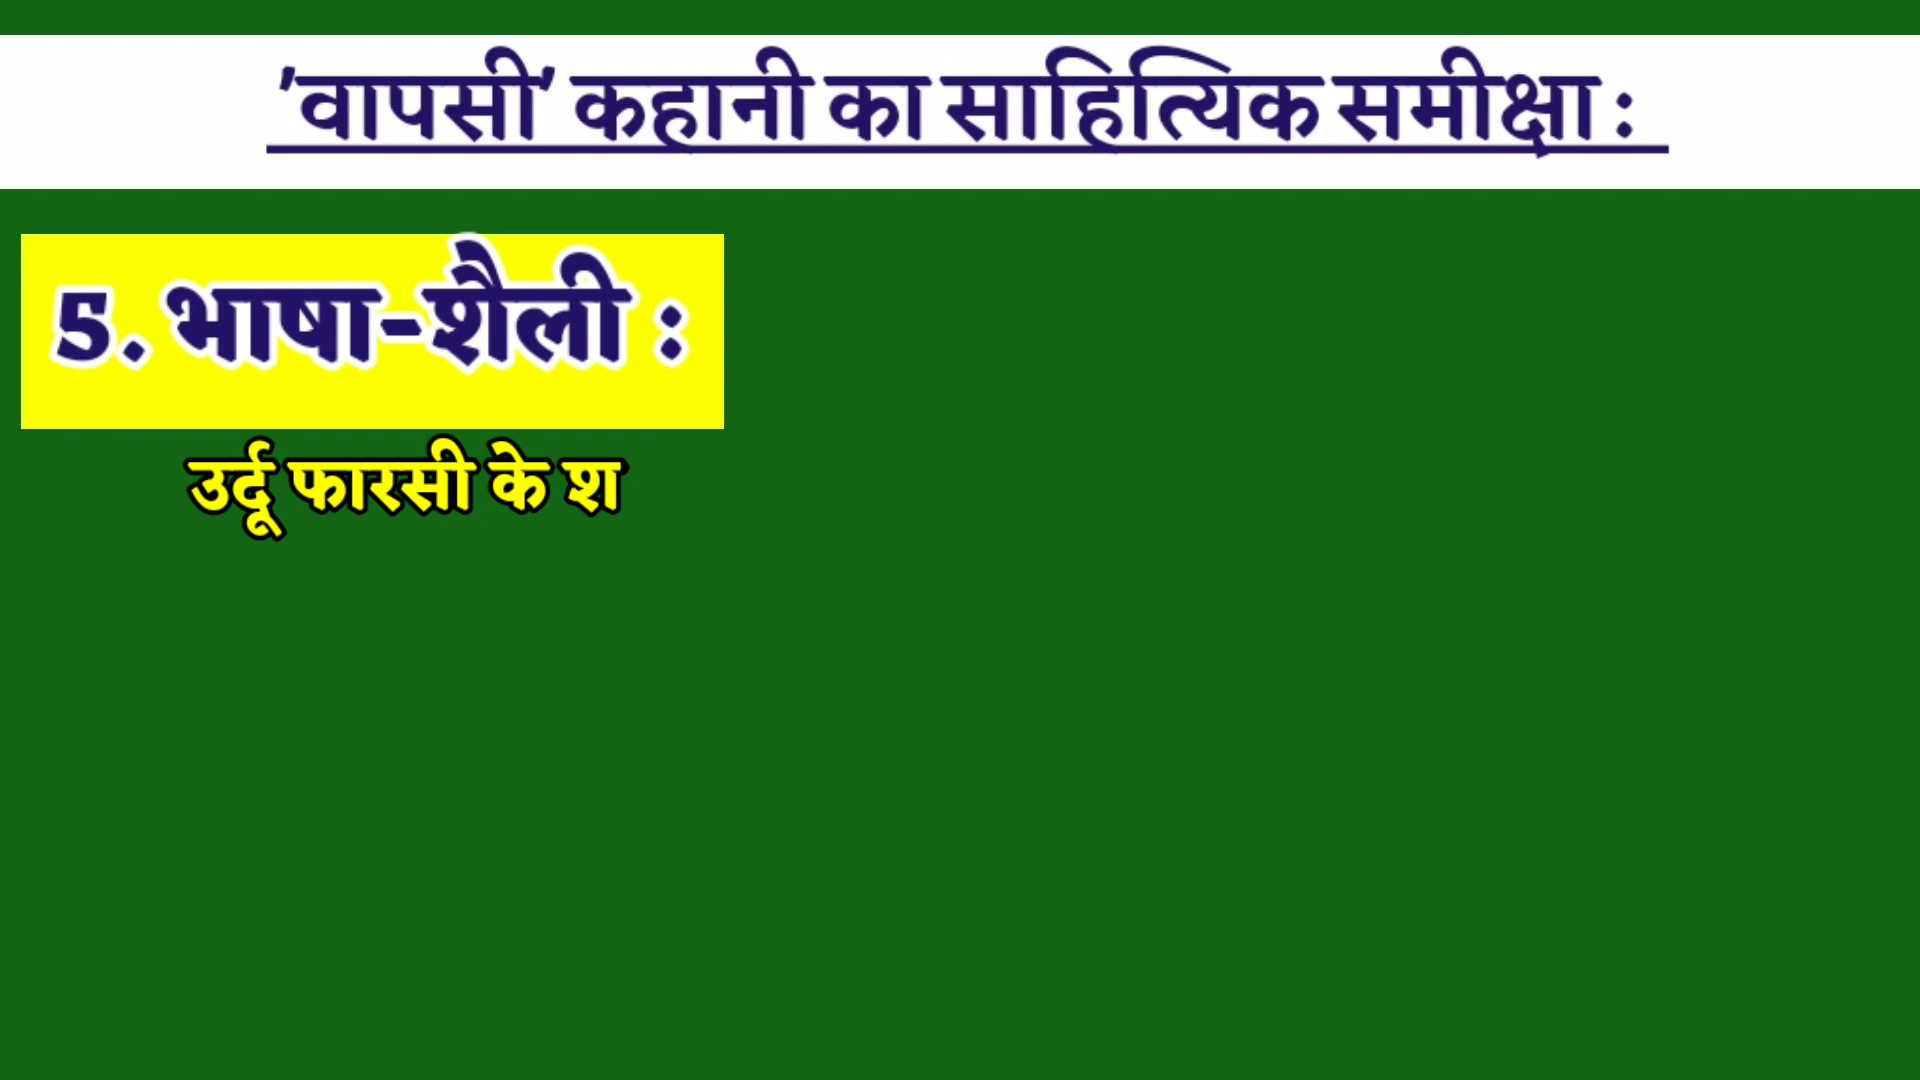 'वापसी' कहानी का साहित्यिक समीक्षा :
5. भाषा-शैली :
उर्दू फारसी के श